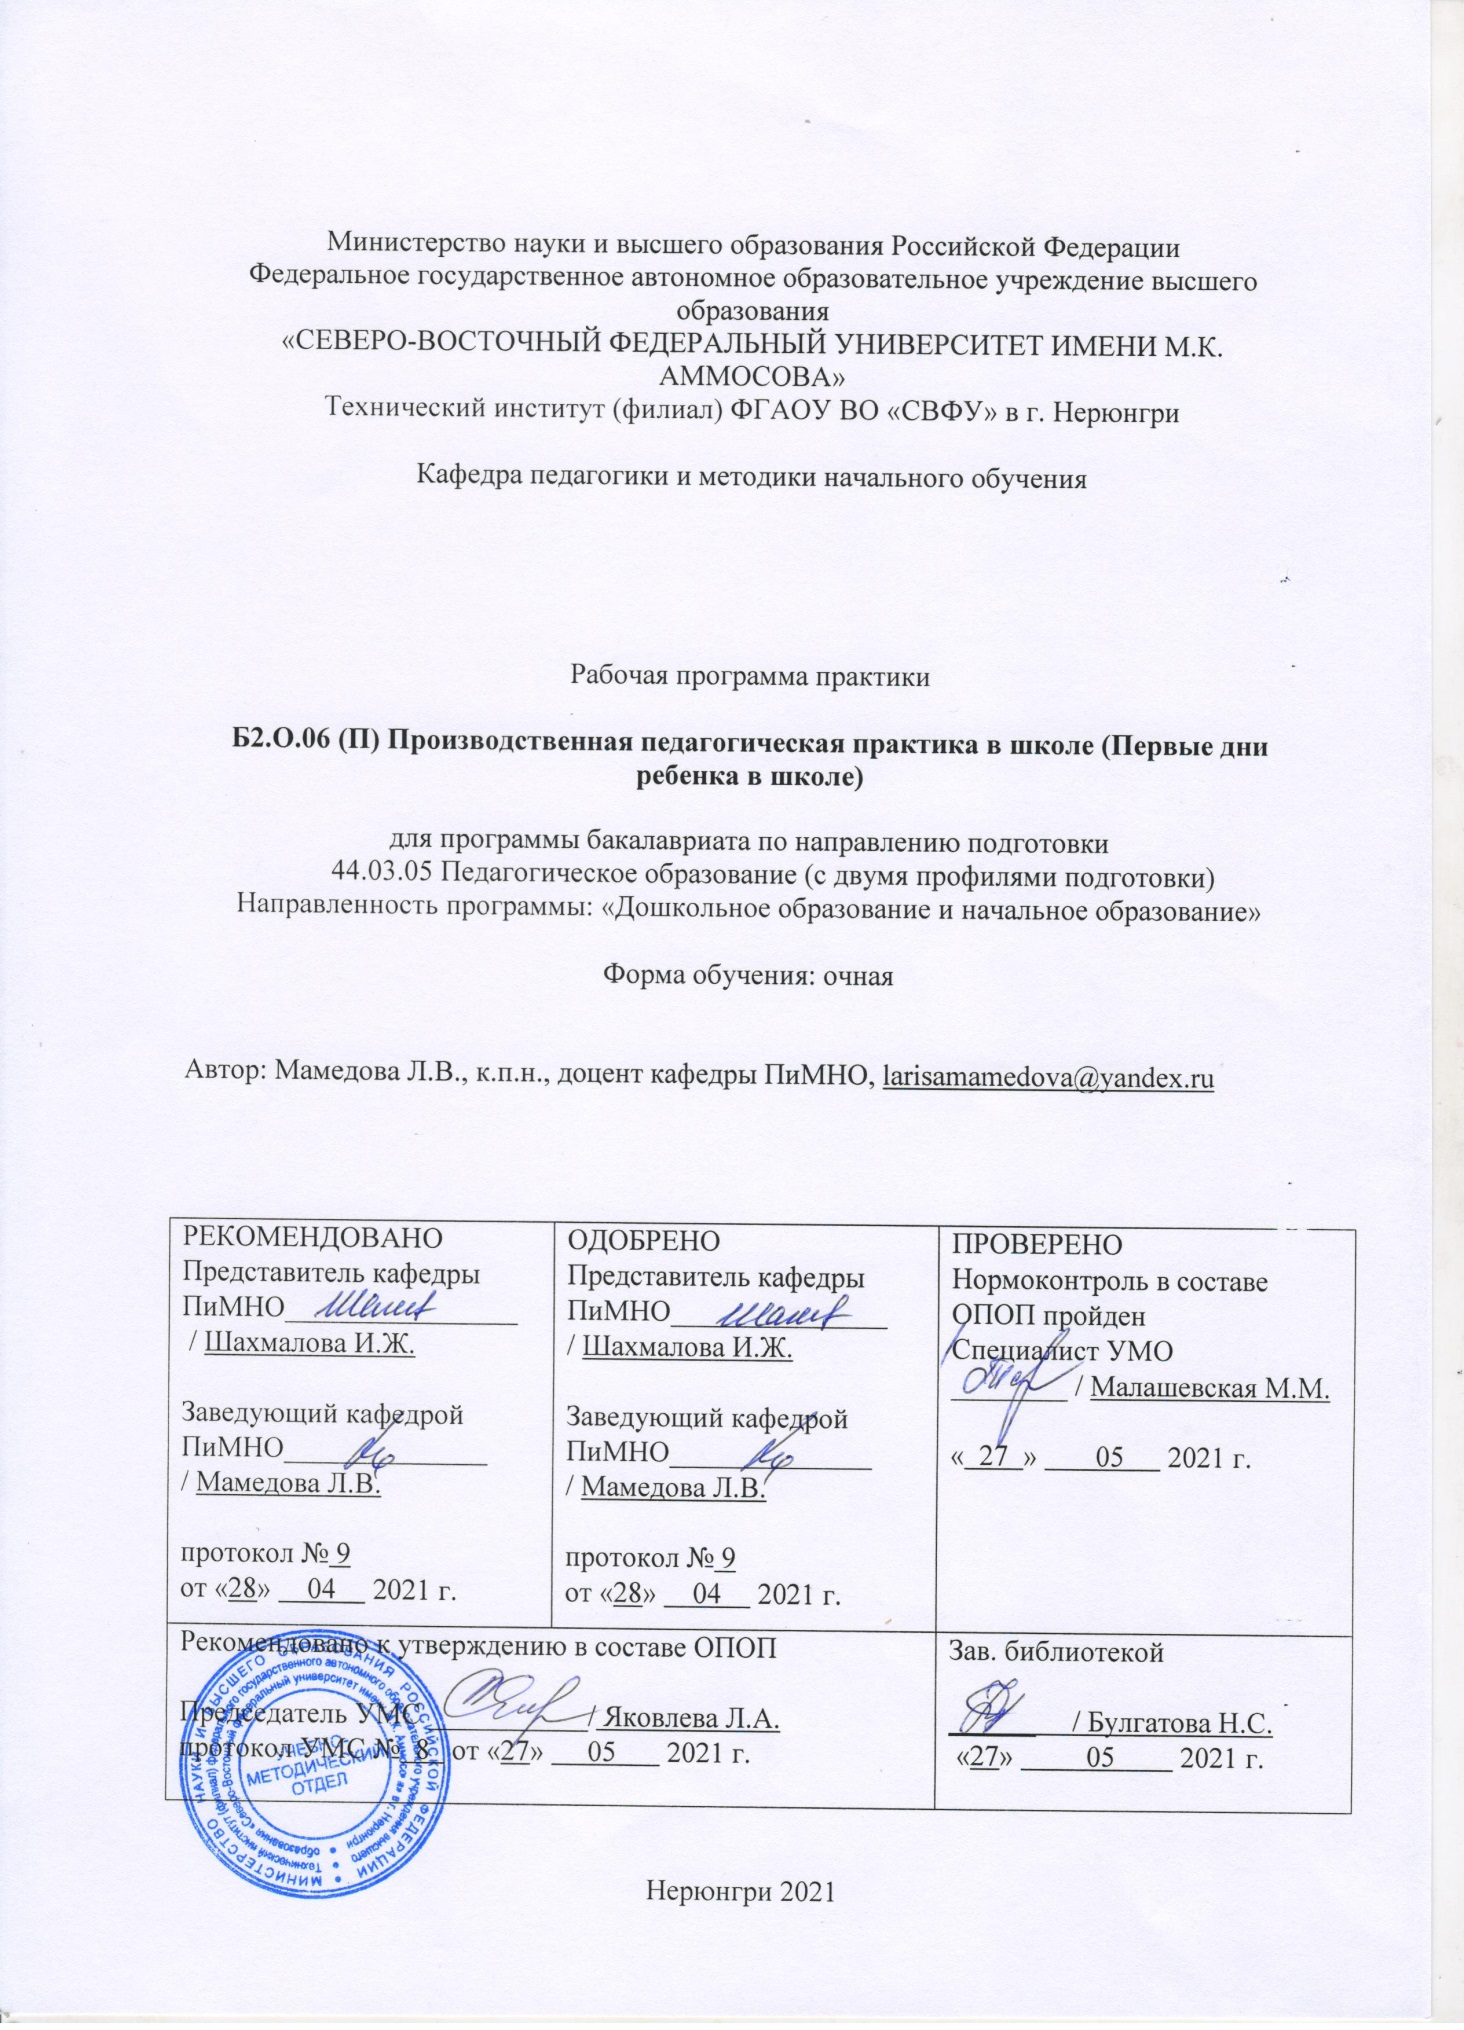 Министерство науки и высшего образования Российской Федерации
Федеральное государственное автономное образовательное учреждение высшего
образования
«СЕВЕРО-ВОСТОЧНЫЙ ФЕДЕРАЛЬНЫЙ УНИВЕРСИТЕТ ИМЕНИ М.К.
АММОСОВА»
Технический институт (филиал) ФГАОУ ВО «СВФУ» в г. Нерюнгри
Кафедра педагогики и методики начального обучения
Рабочая программа практики
Б2.О.06 (П) Производственная педагогическая практика в школе (Первые дни
ребенка в школе)
для программы бакалавриата по направлению подготовки
44.03.05 Педагогическое образование (с двумя профилями подготовки)
Направленность программы: «Дошкольное образование и начальное образование»
Форма обучения: очная
Автор: Мамедова Л.В., к.п.н., доцент кафедры ПиМНО, larisamamedova@yandex.ru
РЕКОМЕНДОВАНО
Представитель кафедры
ПиМНО
/ Шахмалова И.Ж.
Заведующий кафедрой
ПиМНО
/ Мамедова Л.В.
протокол № 9
от «28» 04 2021 г.
ОДОБРЕНО
Представитель кафедры
ПиМНО
/ Шахмалова И.Ж.
Заведующий кафедрой
ПиМНО
/ Мамедова Л.В.
протокол № 9
от «28» 04 2021 г.
ПРОВЕРЕНО
Нормоконтроль в составе
ОПОП пройден
Специалист УМО
/ Малашевская М.М.
« 27 » 05 2021 г.
Рекомендовано к утверждению в составе ОПОП
Председатель УМС / Яковлева Л.А.
протокол УМС № 8 от «27» 05 2021 г.
Зав. библиотекой
/ Булгатова Н.С.
«27» 05 2021 г.
МИНИСТЕРСТВО НАУКИ И ВЫСШЕГО ОБРАЗОВАНИЯ РОССИЙСКОЙ ФЕДЕРАЦИИ
УЧЕБНО-
МЕТОДИЧЕСКИЙ
ОТДЕЛ
Нерюнгри 2021